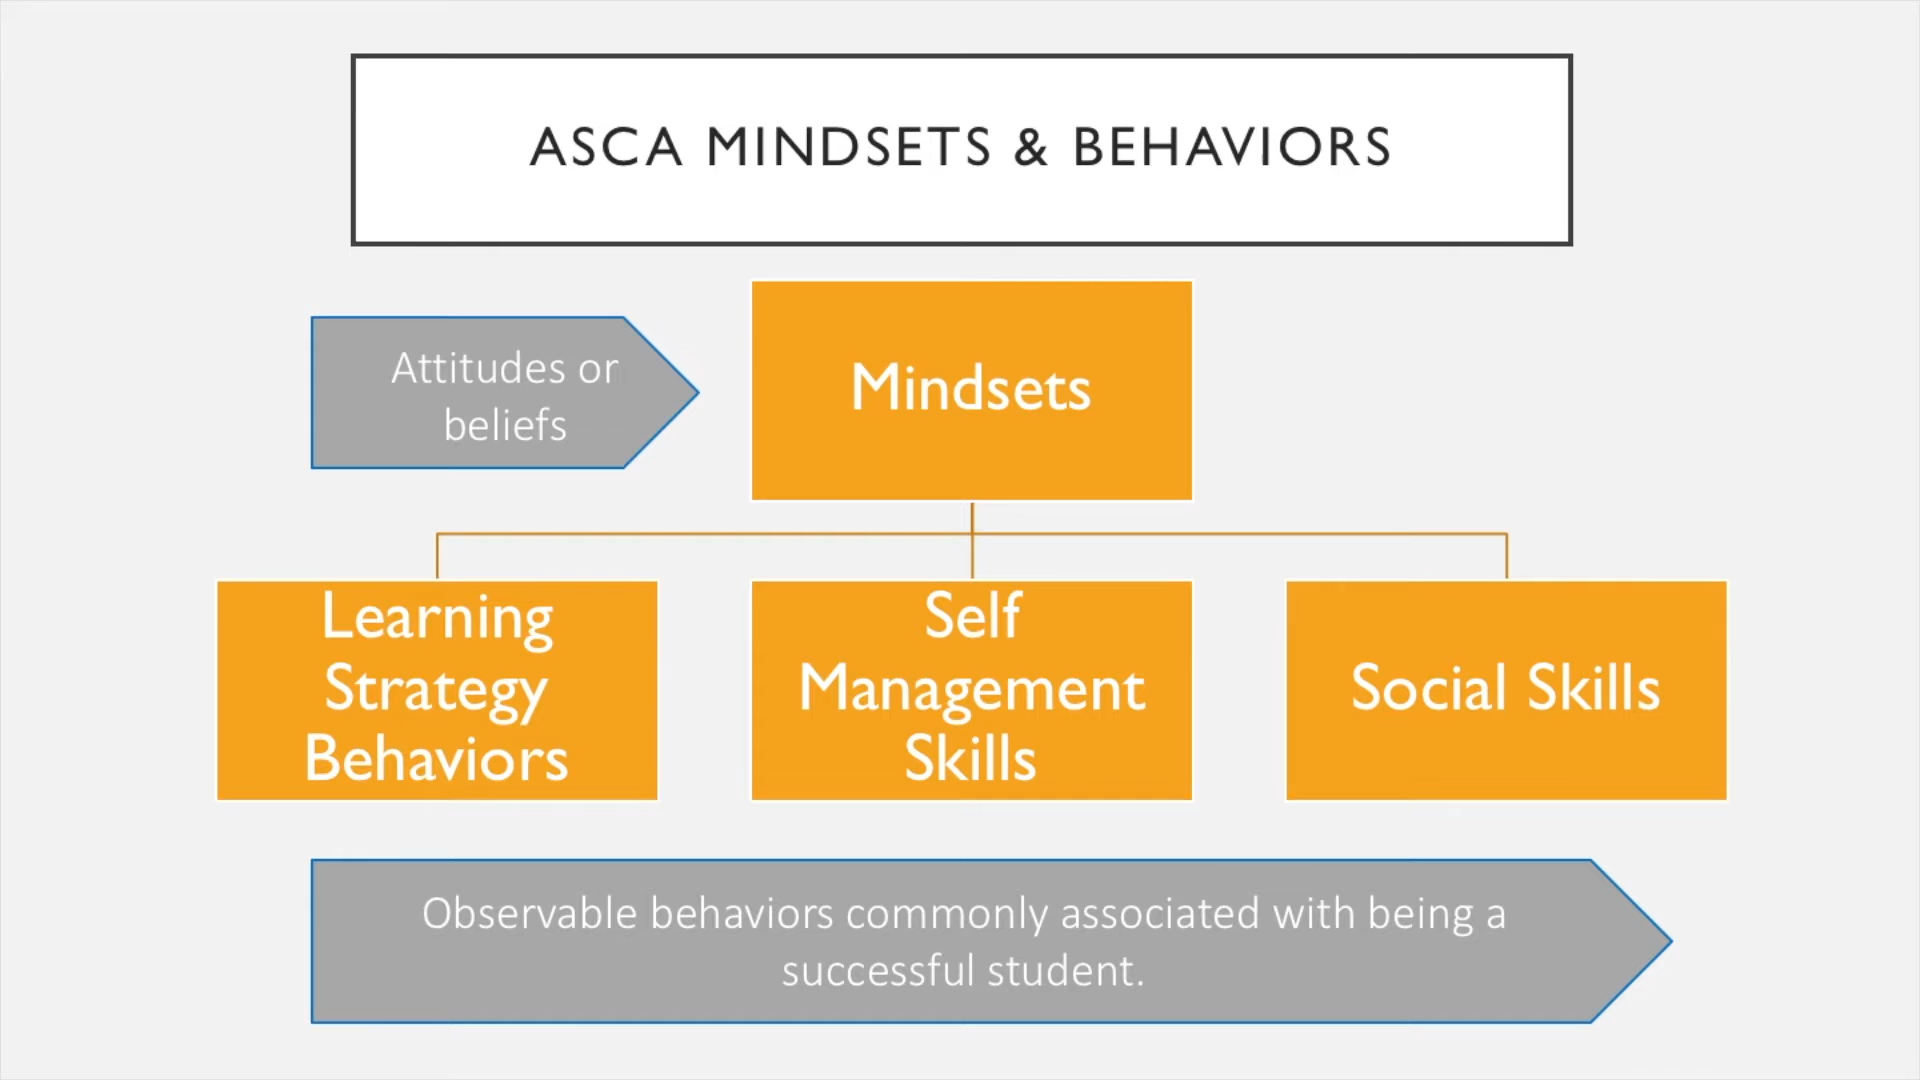 ASCA MINDSETS & BEHAVIORS
Attitudes or
beliefs
Mindsets
Learning
Strategy
Behaviors
Self
Management
Skills
Social Skills
Observable behaviors commonly associated with being a
successful student.